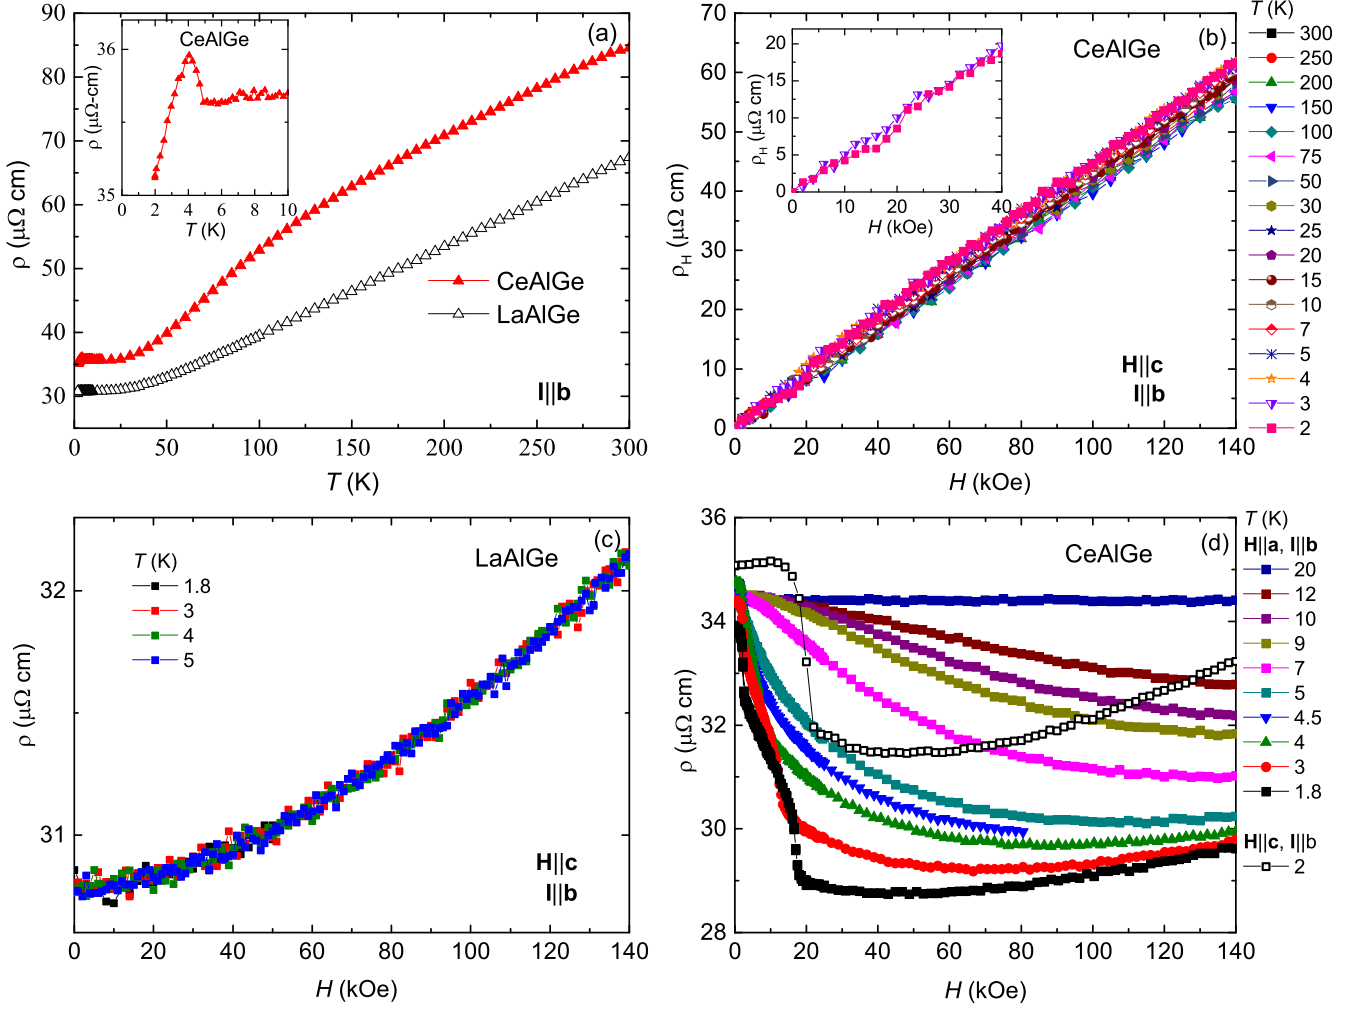 (a)
CeAlGe
36
35
ρ (μΩ-cm)
0 2 4 6 8 10
T (K)
90
80
70
60
50
40
30
ρ (μΩ cm)
CeAlGe
LaAlGe
I||b
0 50 100 150 200 250 300
T (K)
(b)
CeAlGe
20
15
10
5
0
ρH (μΩ cm)
0 10 20 30 40
H (kOe)
70
60
50
40
30
20
10
0
ρH (μΩ cm)
H||c
I||b
0 20 40 60 80 100 120 140
H (kOe)
T (K)
300
250
200
150
100
75
50
30
25
20
15
10
7
5
4
3
2
(c)
LaAlGe
T (K)
1.8
3
4
5
32
31
ρ (μΩ cm)
H||c
I||b
0 20 40 60 80 100 120 140
H (kOe)
(d)
CeAlGe
36
34
32
30
28
ρ (μΩ cm)
0 20 40 60 80 100 120 140
H (kOe)
T (K)
H||a, I||b
20
12
10
9
7
5
4.5
4
3
1.8
H||c, I||b
2